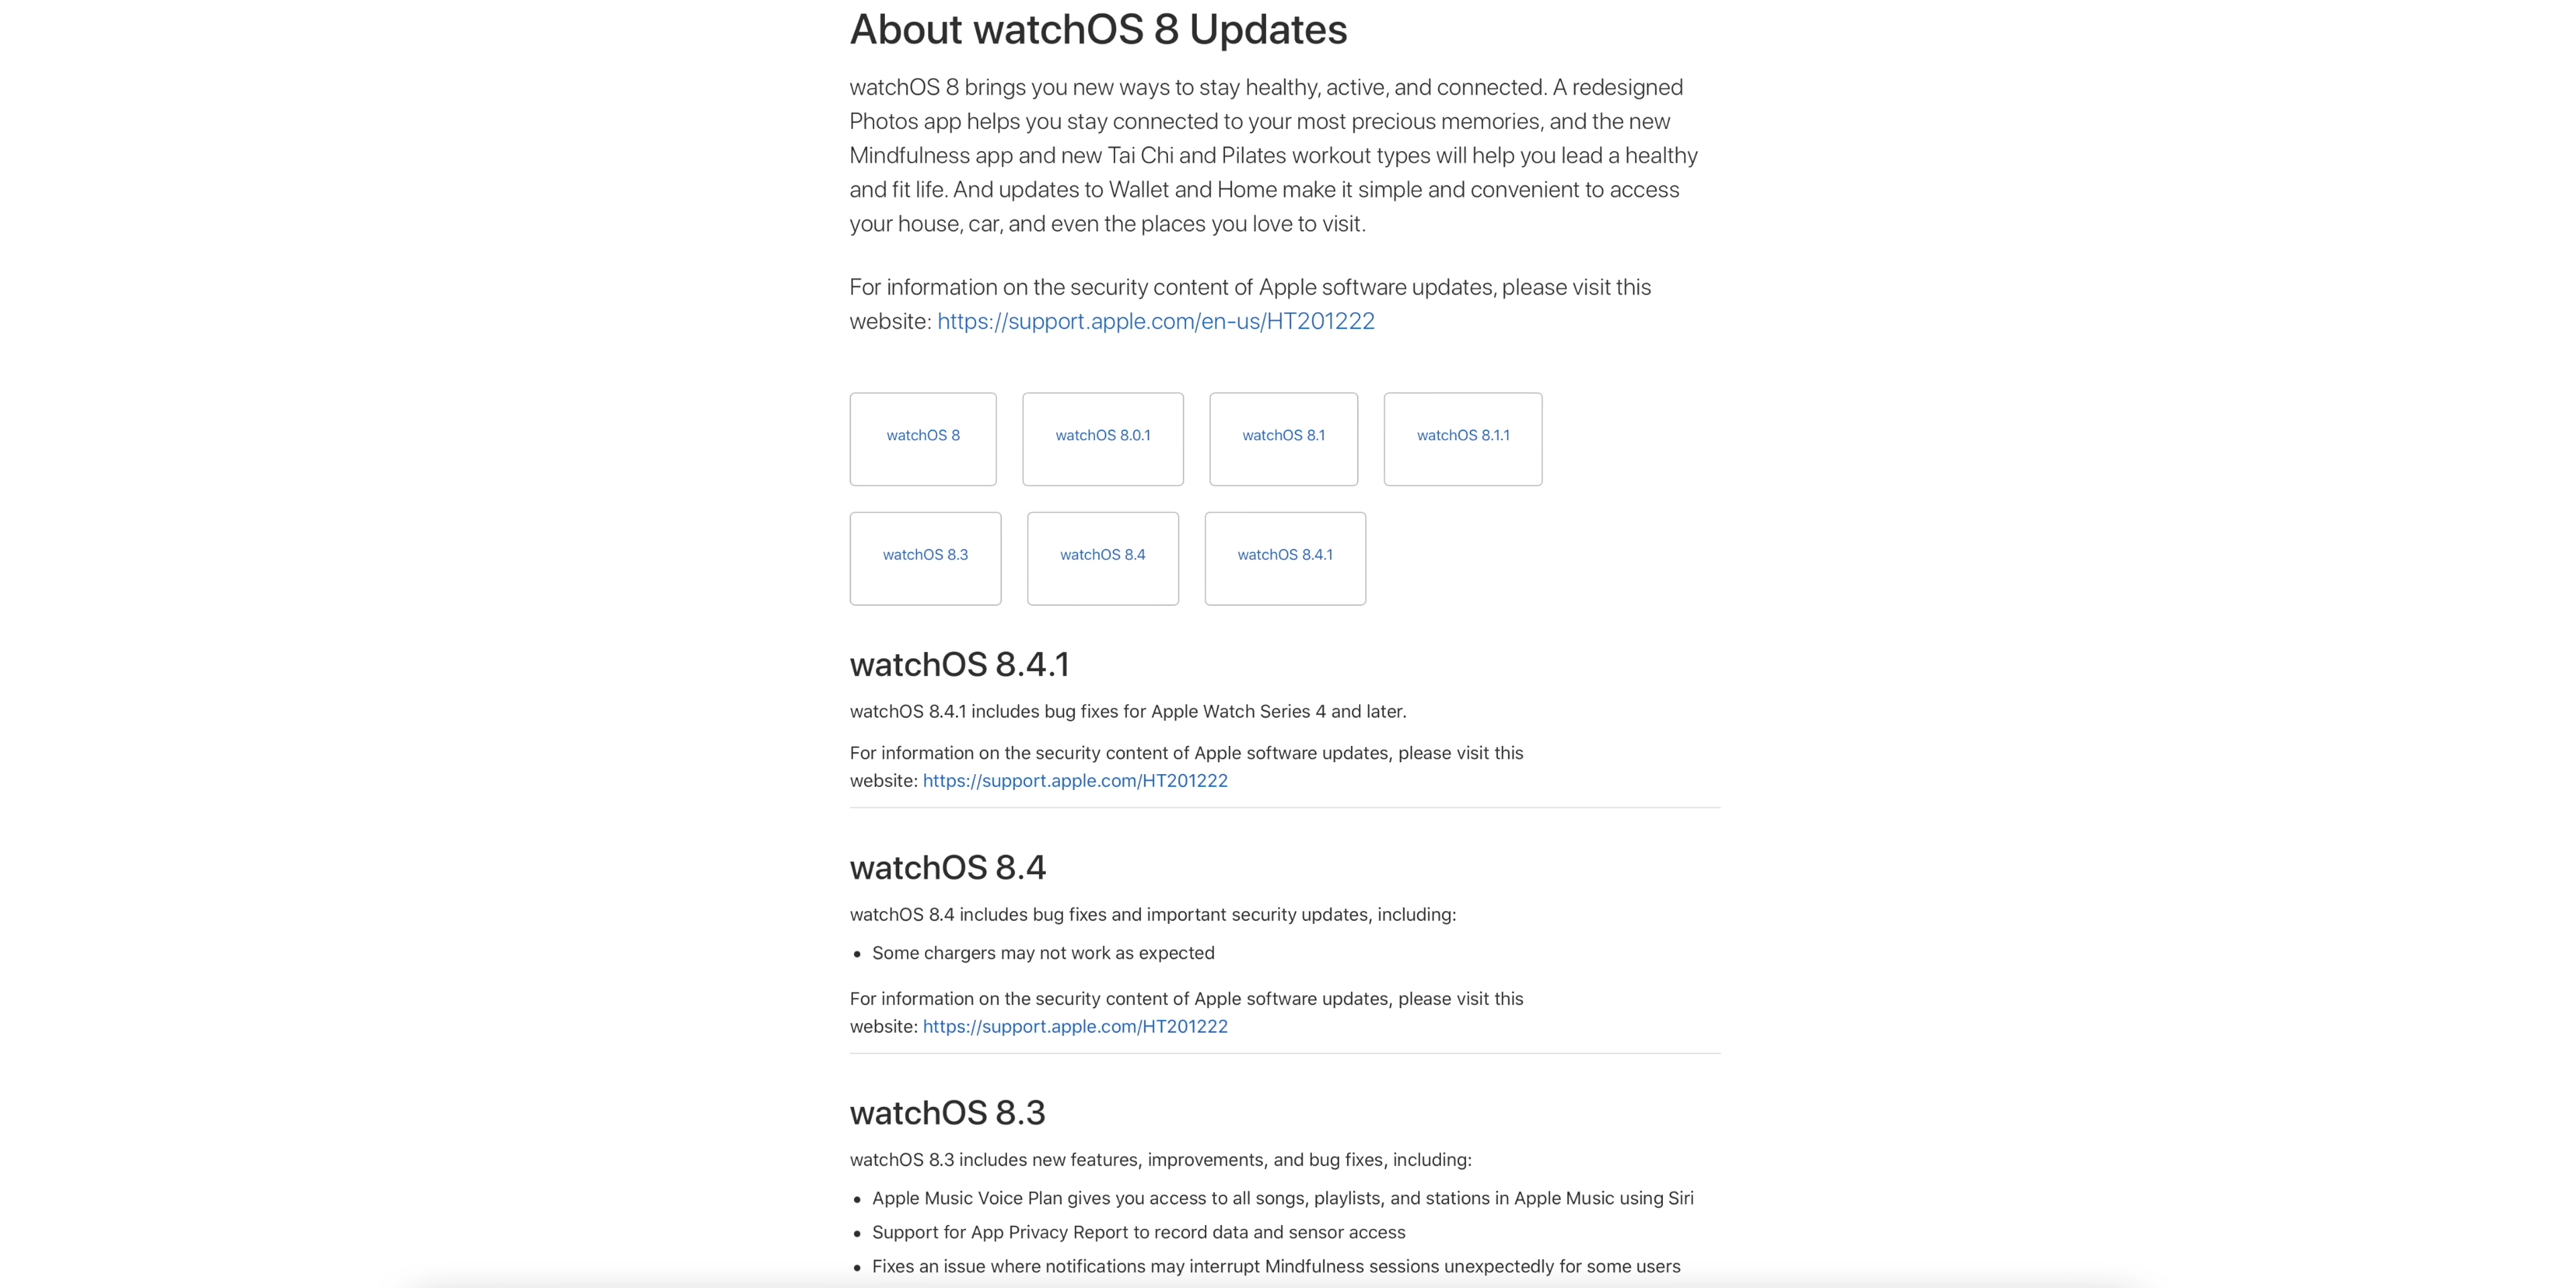 About watchOS 8 Updates
watchOS 8 brings you new ways to stay healthy, active, and connected. A redesigned
Photos app helps you stay connected to your most precious memories, and the new
Mindfulness app and new Tai Chi and Pilates workout types will help you lead a healthy
and fit life. And updates to Wallet and Home make it simple and convenient to access
your house, car, and even the places you love to visit.
For information on the security content of Apple software updates, please visit this
website: https://support.apple.com/en-us/HT201222
watchOS 8
watchOS 8.0.1
watchOS 8.1
watchOS 8.1.1
watchOS 8.3
watchOS 8.4
watchOS 8.4.1
watchOS 8.4.1
watchOS 8.4.1 includes bug fixes for Apple Watch Series 4 and later.
For information on the security content of Apple software updates, please visit this
website: https://support.apple.com/HT201222
watchOS 8.4
watchOS 8.4 includes bug fixes and important security updates, including:
• Some chargers may not work as expected
For information on the security content of Apple software updates, please visit this
website: https://support.apple.com/HT201222
watchOS 8.3
watchOS 8.3 includes new features, improvements, and bug fixes, including:
• Apple Music Voice Plan gives you access to all songs, playlists, and stations in Apple Music using Siri
• Support for App Privacy Report to record data and sensor access
• Fixes an issue where notifications may interrupt Mindfulness sessions unexpectedly for some users